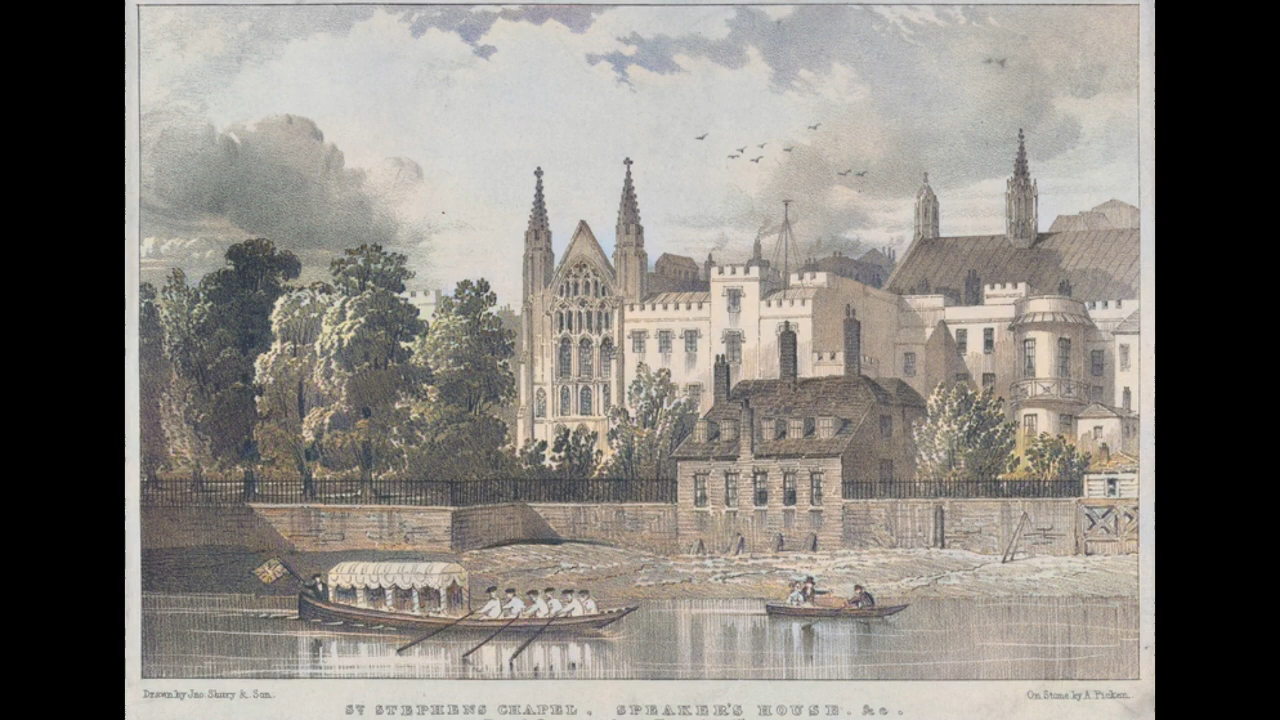 Drawn by Jno. Shury & Son.
On Stone by A. Picken.
ST STEPHENS CHAPEL, SPEAKER'S HOUSE. &c.